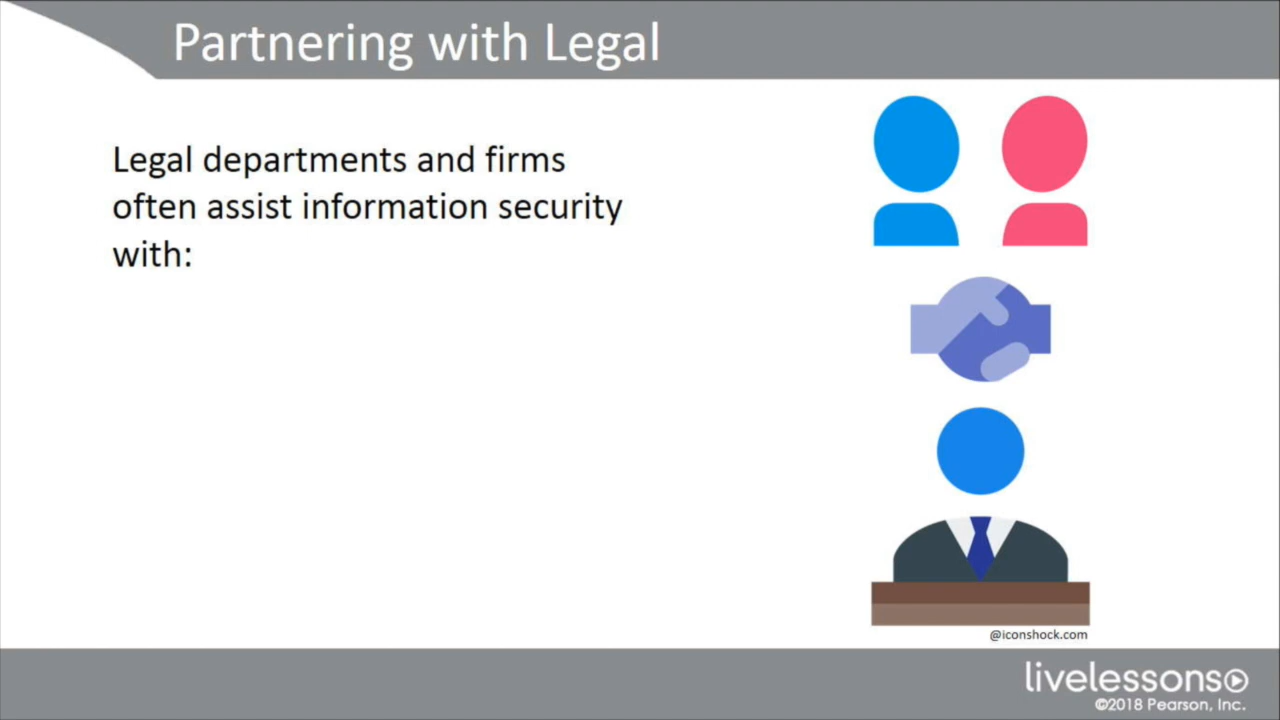 Partnering with Legal
Legal departments and firms
often assist information security
with:
@iconshock.com
livelessons
©2018 Pearson, Inc.